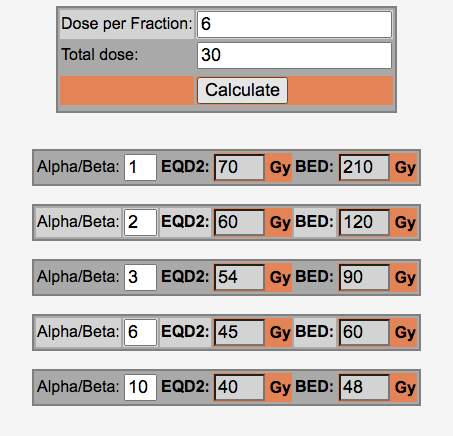 Dose per Fraction: 6
Total dose: 30
Calculate
Alpha/Beta: 1 EQD2: 70 Gy BED: 210 Gy
Alpha/Beta: 2 EQD2: 60 Gy BED: 120 Gy
Alpha/Beta: 3 EQD2: 54 Gy BED: 90 Gy
Alpha/Beta: 6 EQD2: 45 Gy BED: 60 Gy
Alpha/Beta: 10 EQD2: 40 Gy BED: 48 Gy